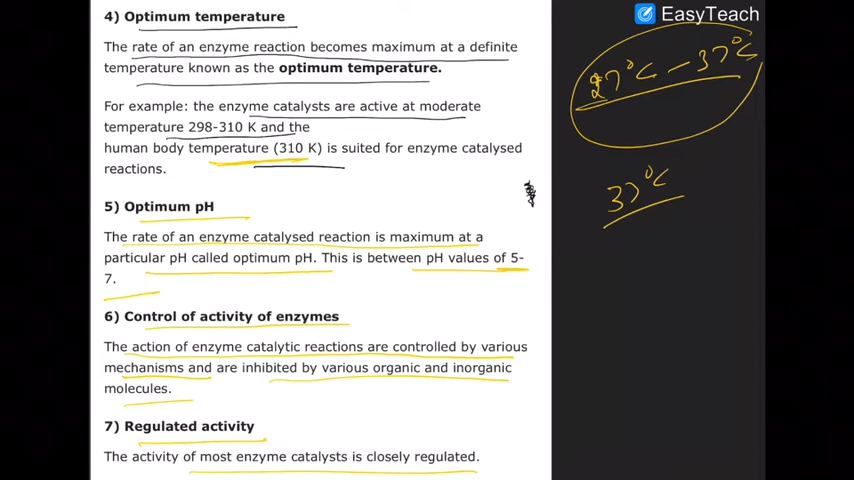 EasyTeach
4) Optimum temperature
The rate of an enzyme reaction becomes maximum at a definite
temperature known as the optimum temperature.
27°C - 37°C
For example: the enzyme catalysts are active at moderate
temperature 298-310 K and the
human body temperature (310 K) is suited for enzyme catalysed
reactions.
37°C
5) Optimum pH
The rate of an enzyme catalysed reaction is maximum at a
particular pH called optimum pH. This is between pH values of 5-
7.
6) Control of activity of enzymes
The action of enzyme catalytic reactions are controlled by various
mechanisms and are inhibited by various organic and inorganic
molecules.
7) Regulated activity
The activity of most enzyme catalysts is closely regulated.